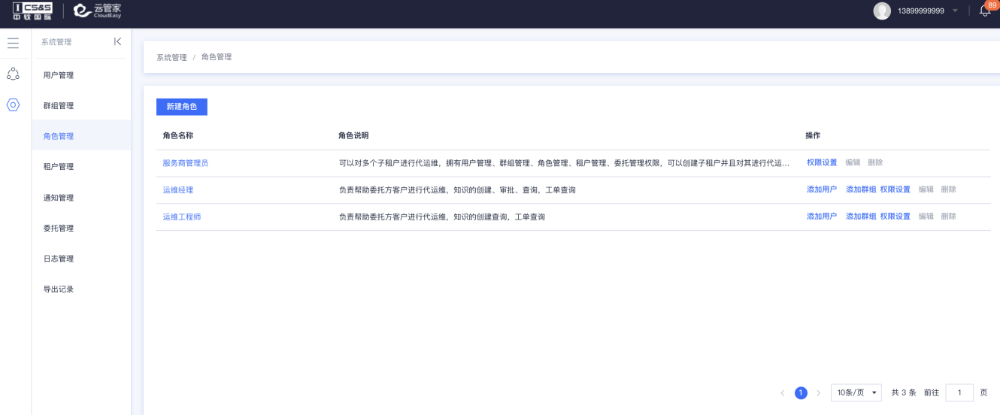 CS&S 中软国际 云管家 CloudEasy 13899999999 89
系统管理
系统管理 / 角色管理
用户管理
群组管理
角色管理
租户管理
通知管理
委托管理
日志管理
导出记录
新建角色
角色名称 角色说明 操作
服务商管理员 可以对多个子租户进行代运维，拥有用户管理、群组管理、角色管理、租户管理、委托管理权限，可以创建子租户并且对其进行代运... 权限设置 编辑 删除
运维经理 负责帮助委托方客户进行代运维，知识的创建、审批、查询，工单查询 添加用户 添加群组 权限设置 编辑 删除
运维工程师 负责帮助委托方客户进行代运维，知识的创建查询，工单查询 添加用户 添加群组 权限设置 编辑 删除
1 10条/页 共 3 条 前往 1 页